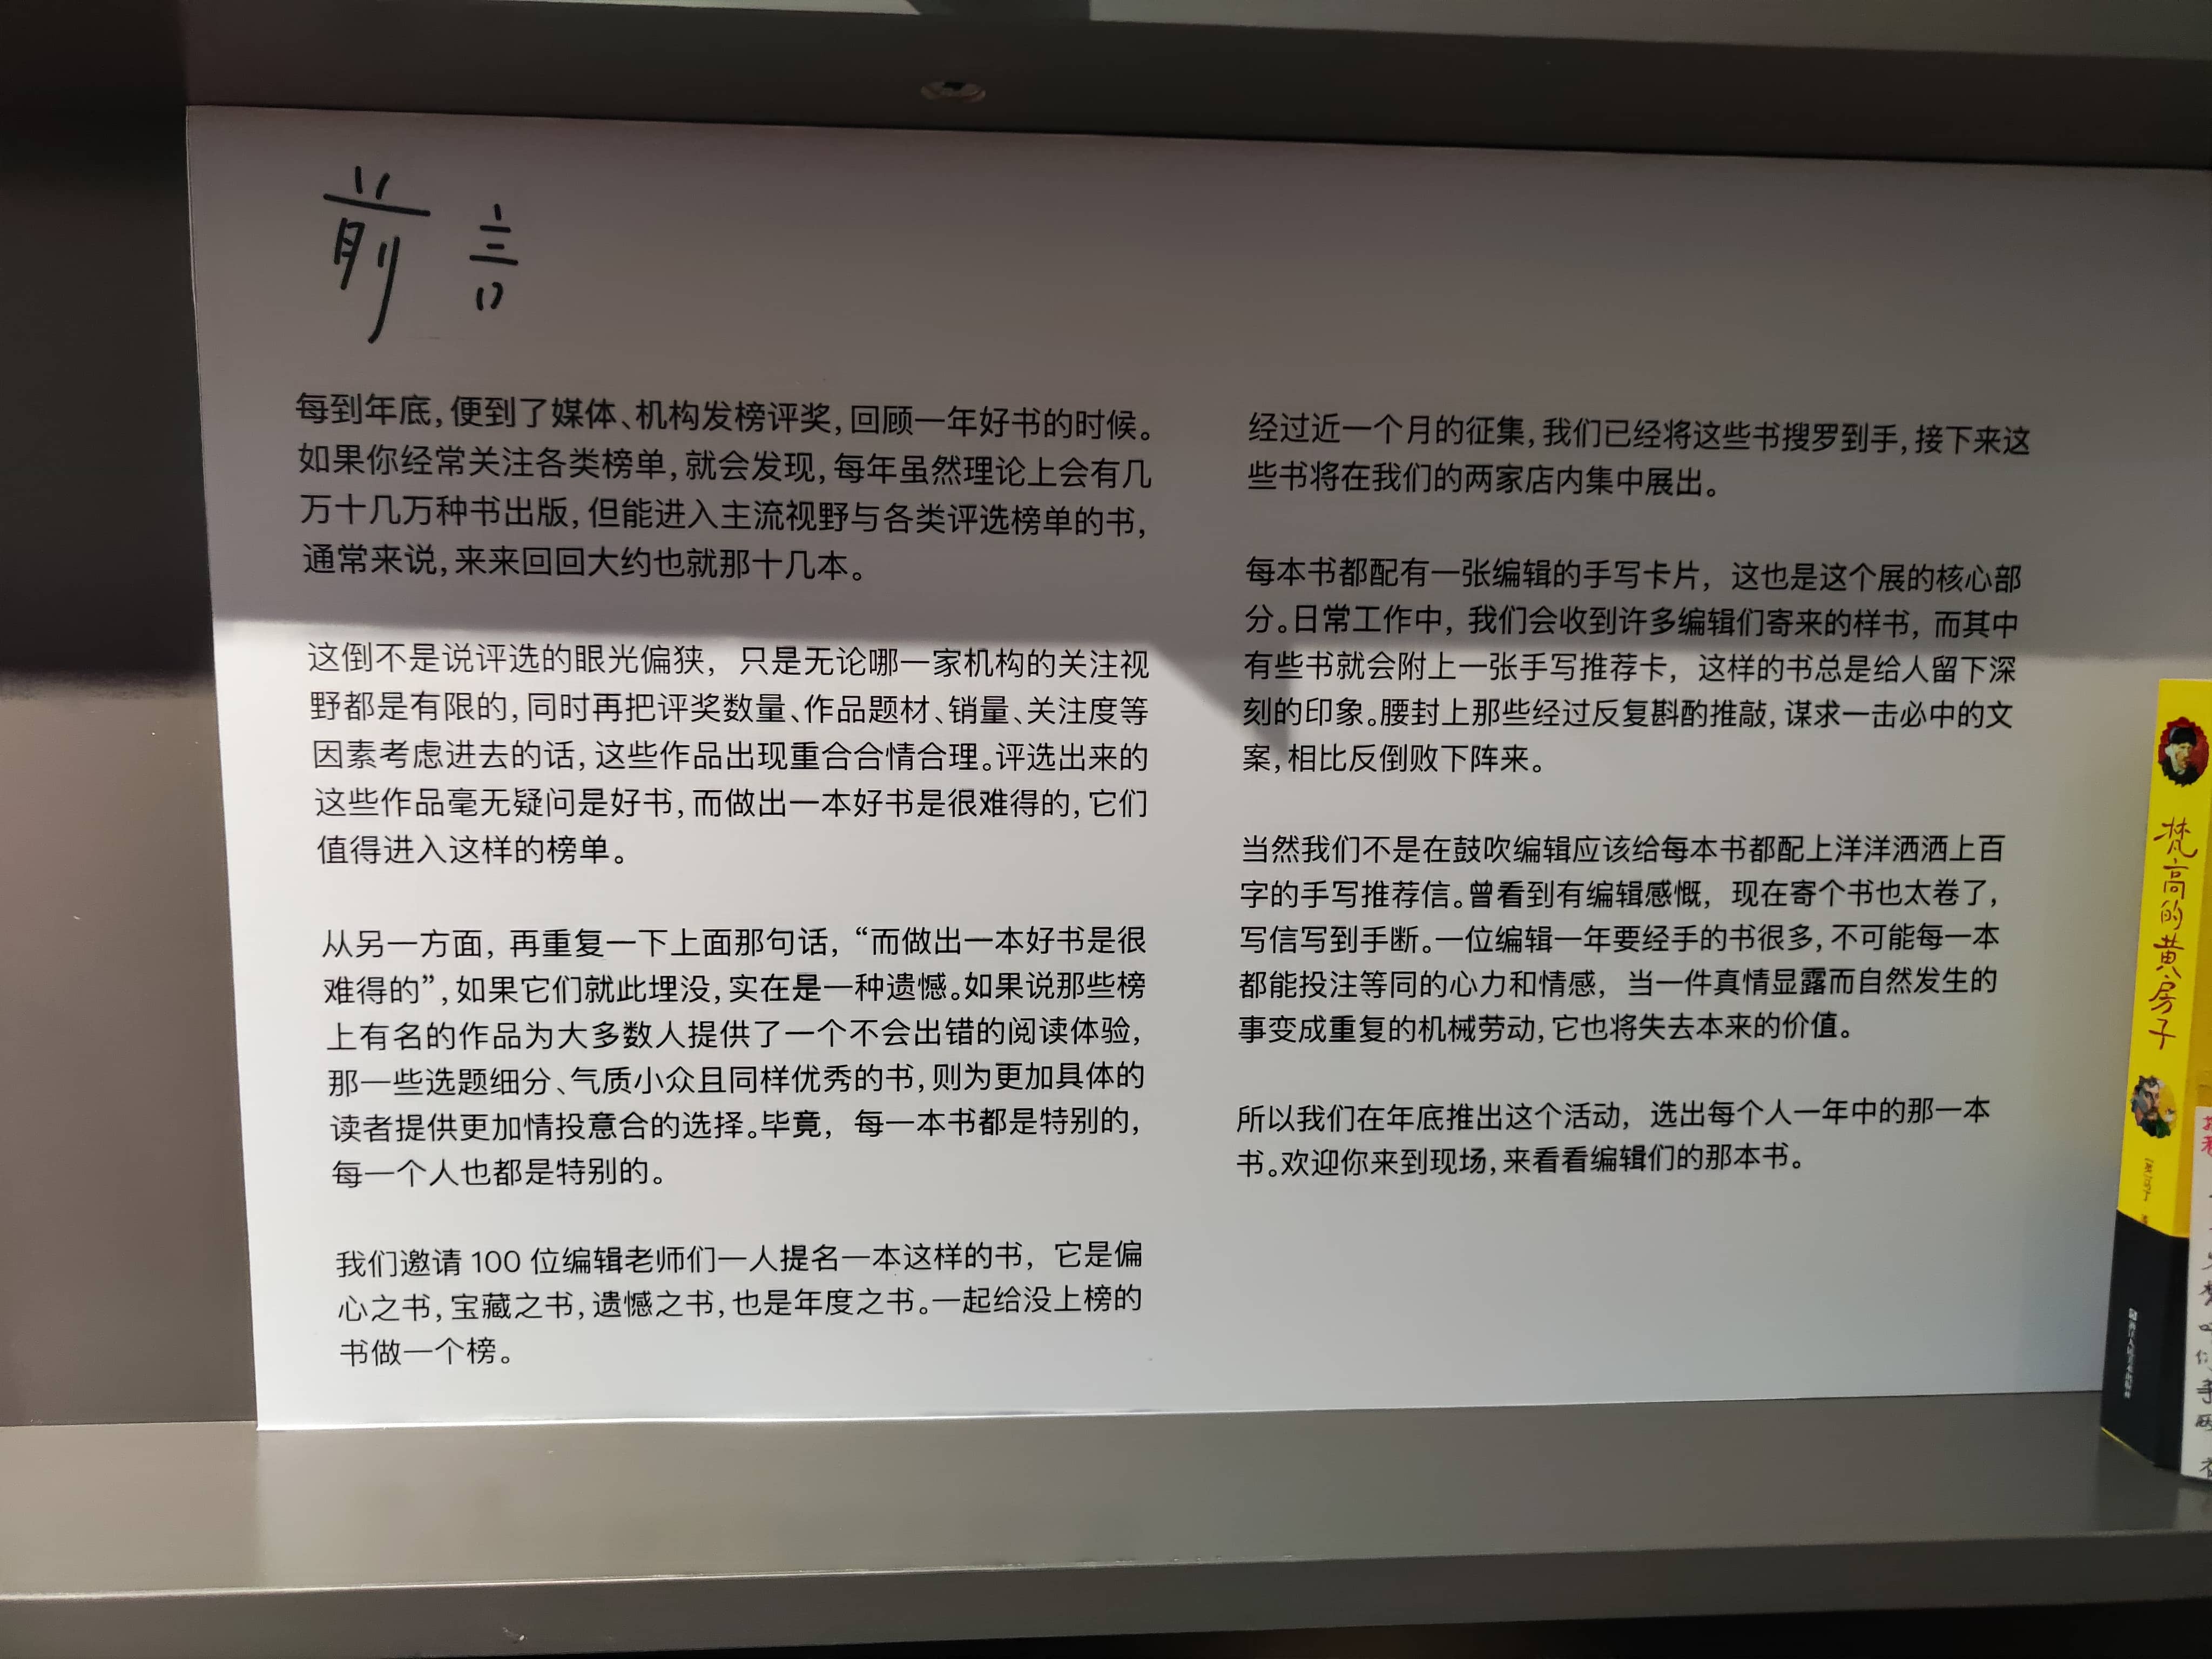 前言
每到年底,便到了媒体、机构发榜评奖,回顾一年好书的时候。
如果你经常关注各类榜单,就会发现,每年虽然理论上会有几
万十几万种书出版,但能进入主流视野与各类评选榜单的书,
通常来说,来来回回大约也就那十几本。
这倒不是说评选的眼光偏狭,只是无论哪一家机构的关注视
野都是有限的,同时再把评奖数量、作品题材、销量、关注度等
因素考虑进去的话,这些作品出现重合合情合理。评选出来的
这些作品毫无疑问是好书,而做出一本好书是很难得的,它们
值得进入这样的榜单。
从另一方面,再重复一下上面那句话,“而做出一本好书是很
难得的”,如果它们就此埋没,实在是一种遗憾。如果说那些榜
上有名的作品为大多数人提供了一个不会出错的阅读体验,
那一些选题细分、气质小众且同样优秀的书,则为更加具体的
读者提供更加情投意合的选择。毕竟,每一本书都是特别的,
每一个人也都是特别的。
我们邀请 100 位编辑老师们一人提名一本这样的书,它是偏
心之书,宝藏之书,遗憾之书,也是年度之书。一起给没上榜的
书做一个榜。
经过近一个月的征集,我们已经将这些书搜罗到手,接下来这
些书将在我们的两家店内集中展出。
每本书都配有一张编辑的手写卡片,这也是这个展的核心部
分。日常工作中,我们会收到许多编辑们寄来的样书,而其中
有些书就会附上一张手写推荐卡,这样的书总是给人留下深
刻的印象。腰封上那些经过反复斟酌推敲,谋求一击必中的文
案,相比反倒败下阵来。
当然我们不是在鼓吹编辑应该给每本书都配上洋洋洒洒上百
字的手写推荐信。曾看到有编辑感慨,现在寄个书也太卷了,
写信写到手断。一位编辑一年要经手的书很多,不可能每一本
都能投注等同的心力和情感,当一件真情显露而自然发生的
事变成重复的机械劳动,它也将失去本来的价值。
所以我们在年底推出这个活动,选出每个人一年中的那一本
书。欢迎你来到现场,来看看编辑们的那本书。
梵高的黄房子